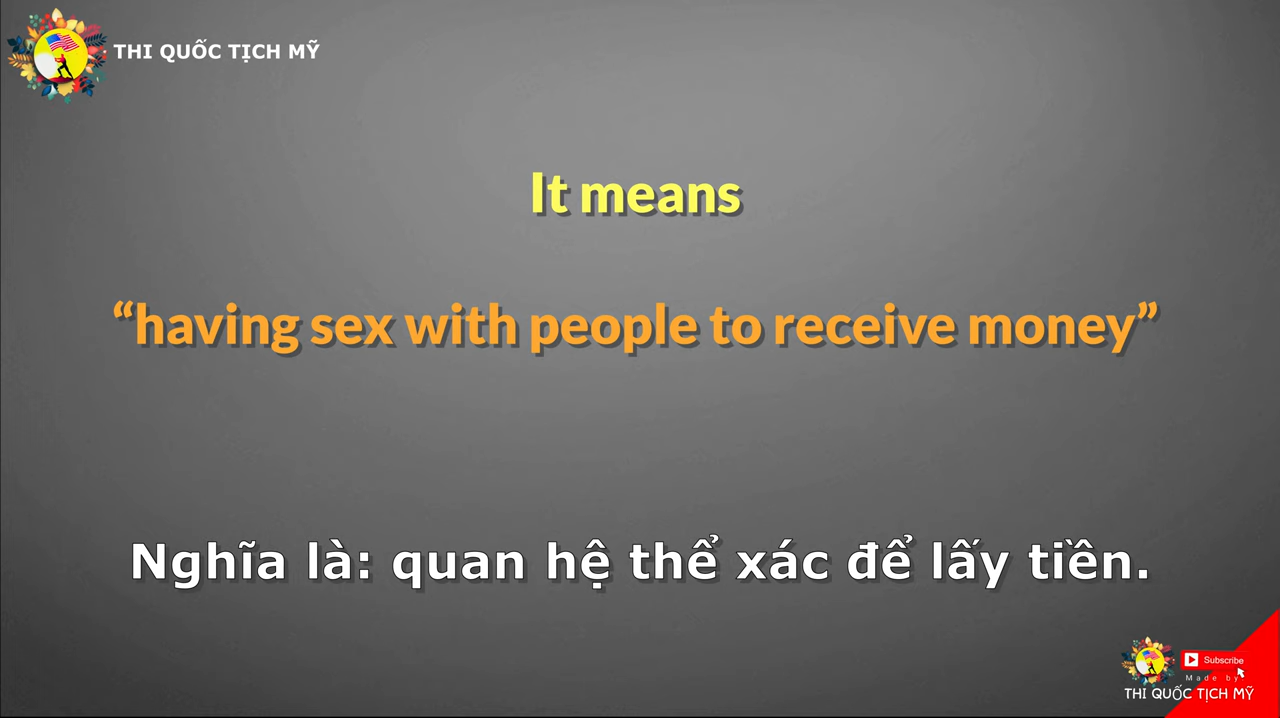 THI QUỐC TỊCH MỸ
It means
“having sex with people to receive money”
Nghĩa là: quan hệ thể xác để lấy tiền.
Subscribe
Made by
THI QUỐC TỊCH MỸ